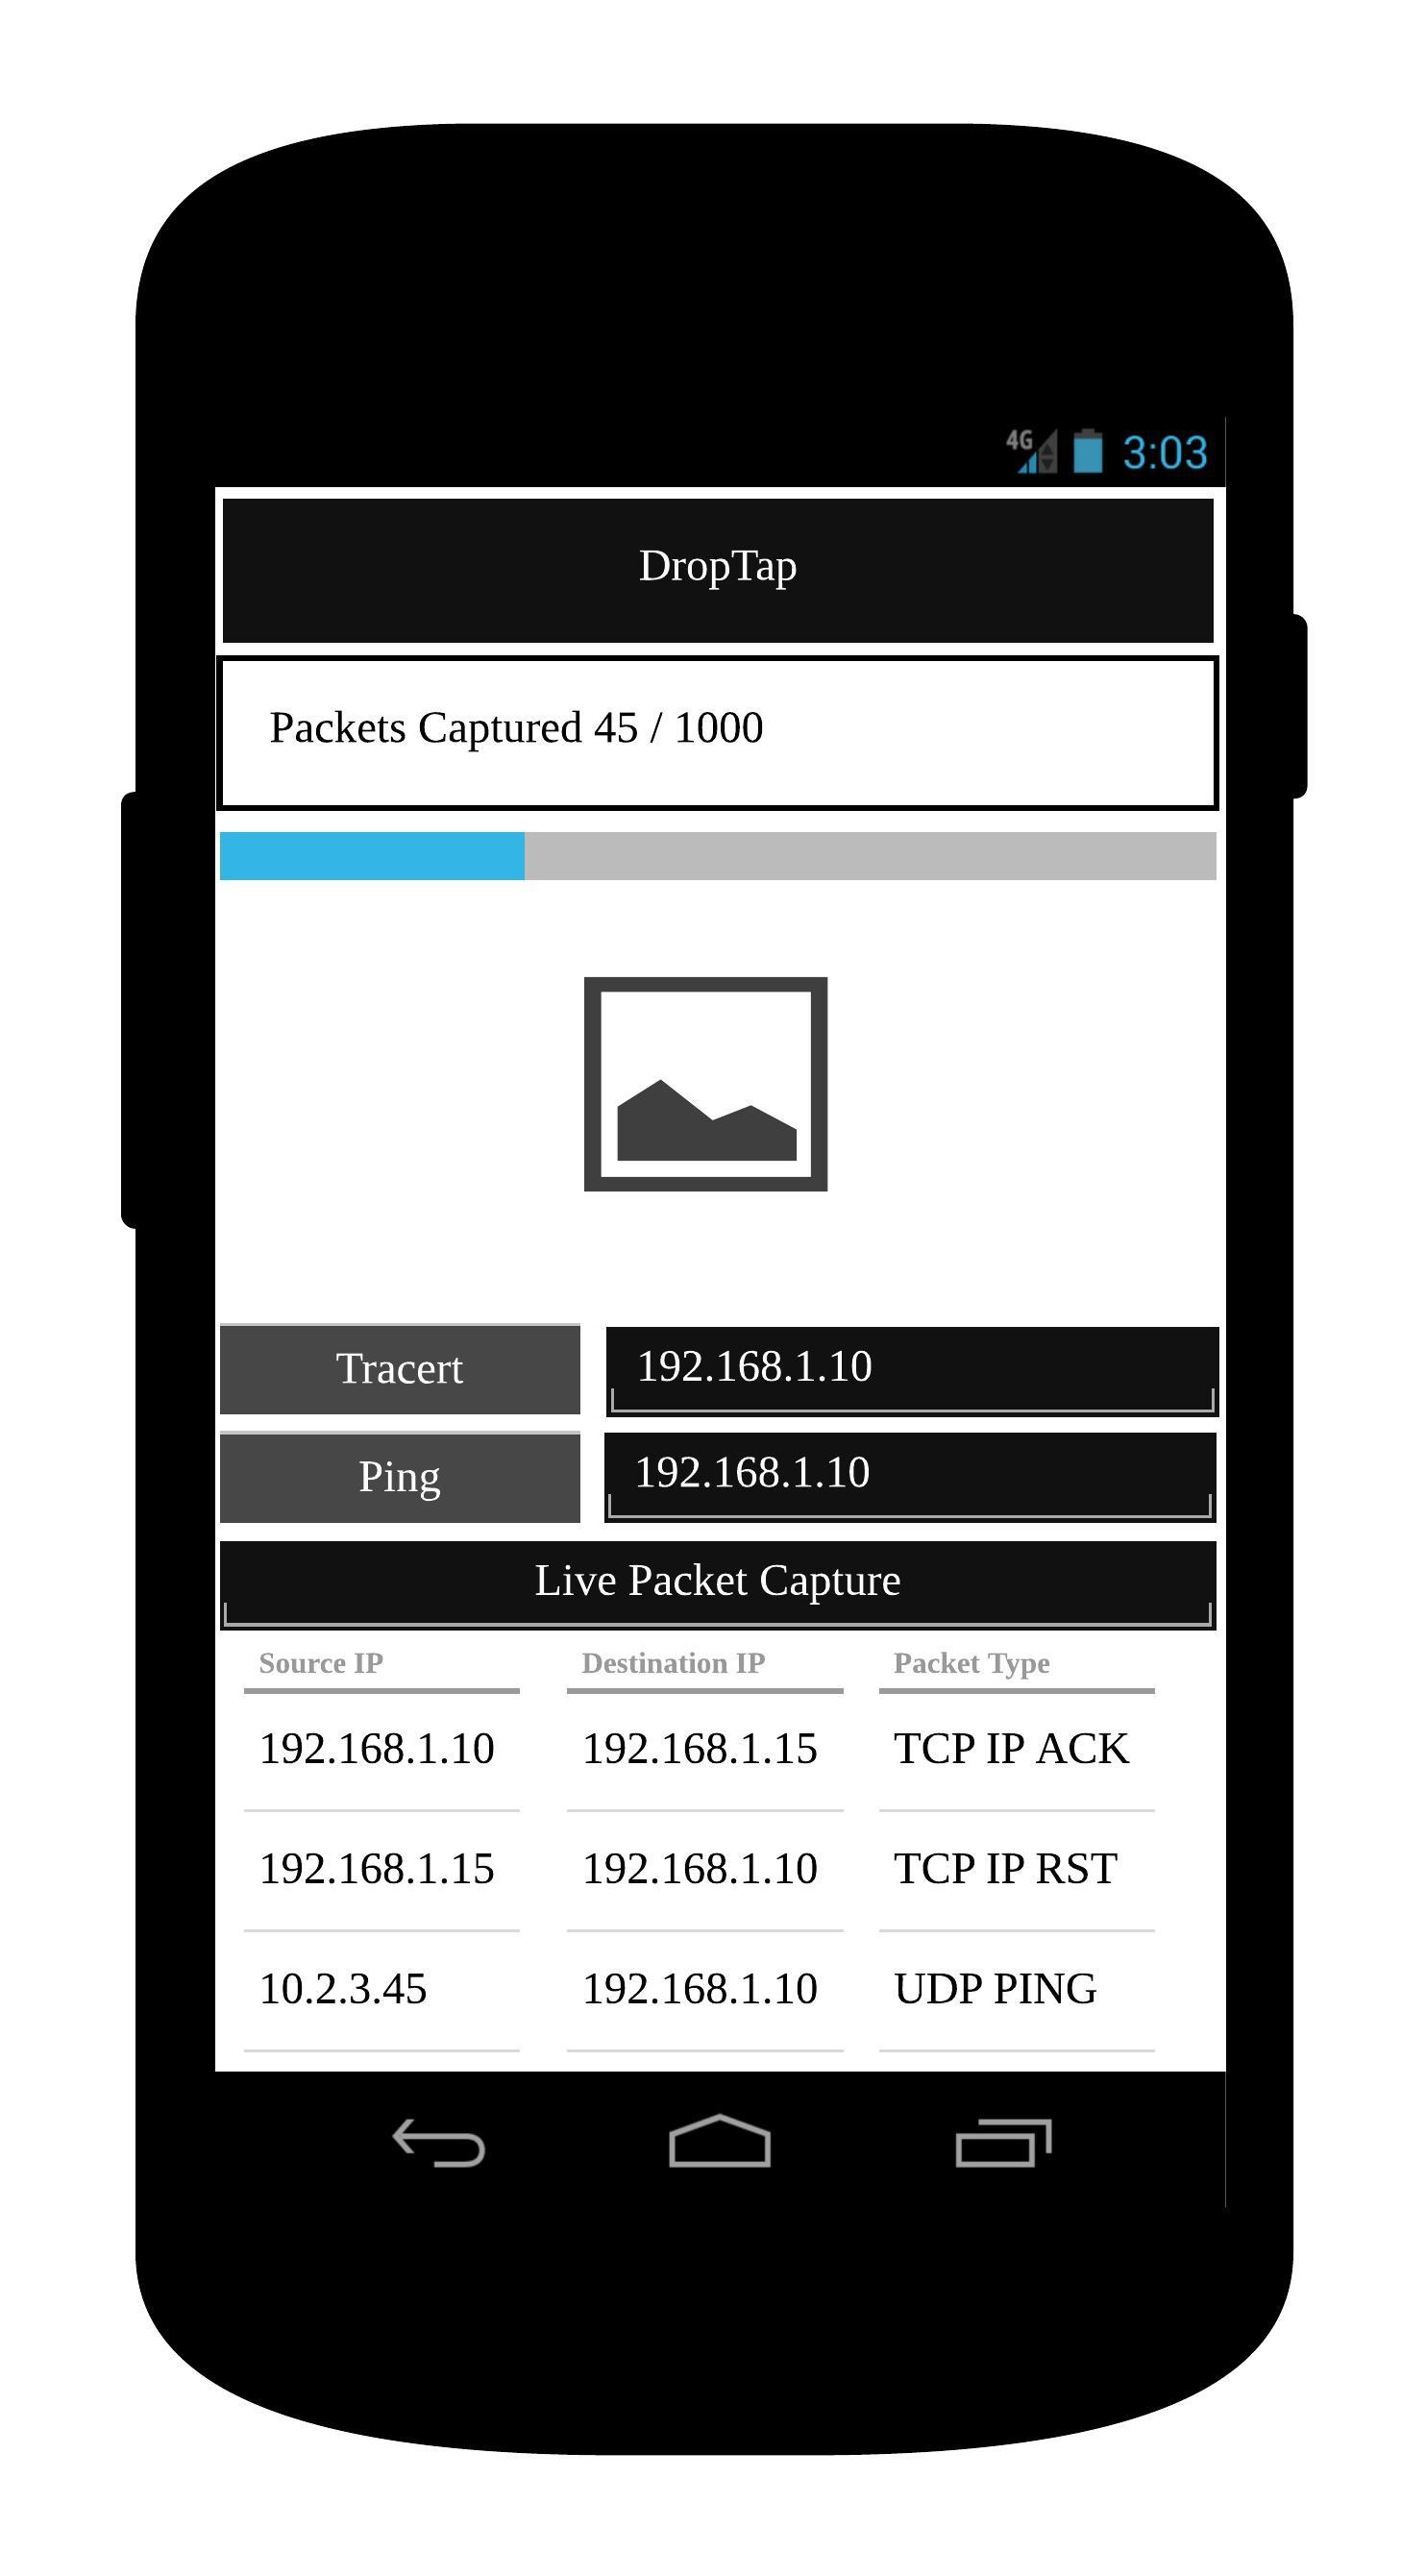 4G 3:03
DropTap
Packets Captured 45 / 1000
Tracert 192.168.1.10
Ping 192.168.1.10
Live Packet Capture
Source IP Destination IP Packet Type
192.168.1.10 192.168.1.15 TCP IP ACK
192.168.1.15 192.168.1.10 TCP IP RST
10.2.3.45 192.168.1.10 UDP PING